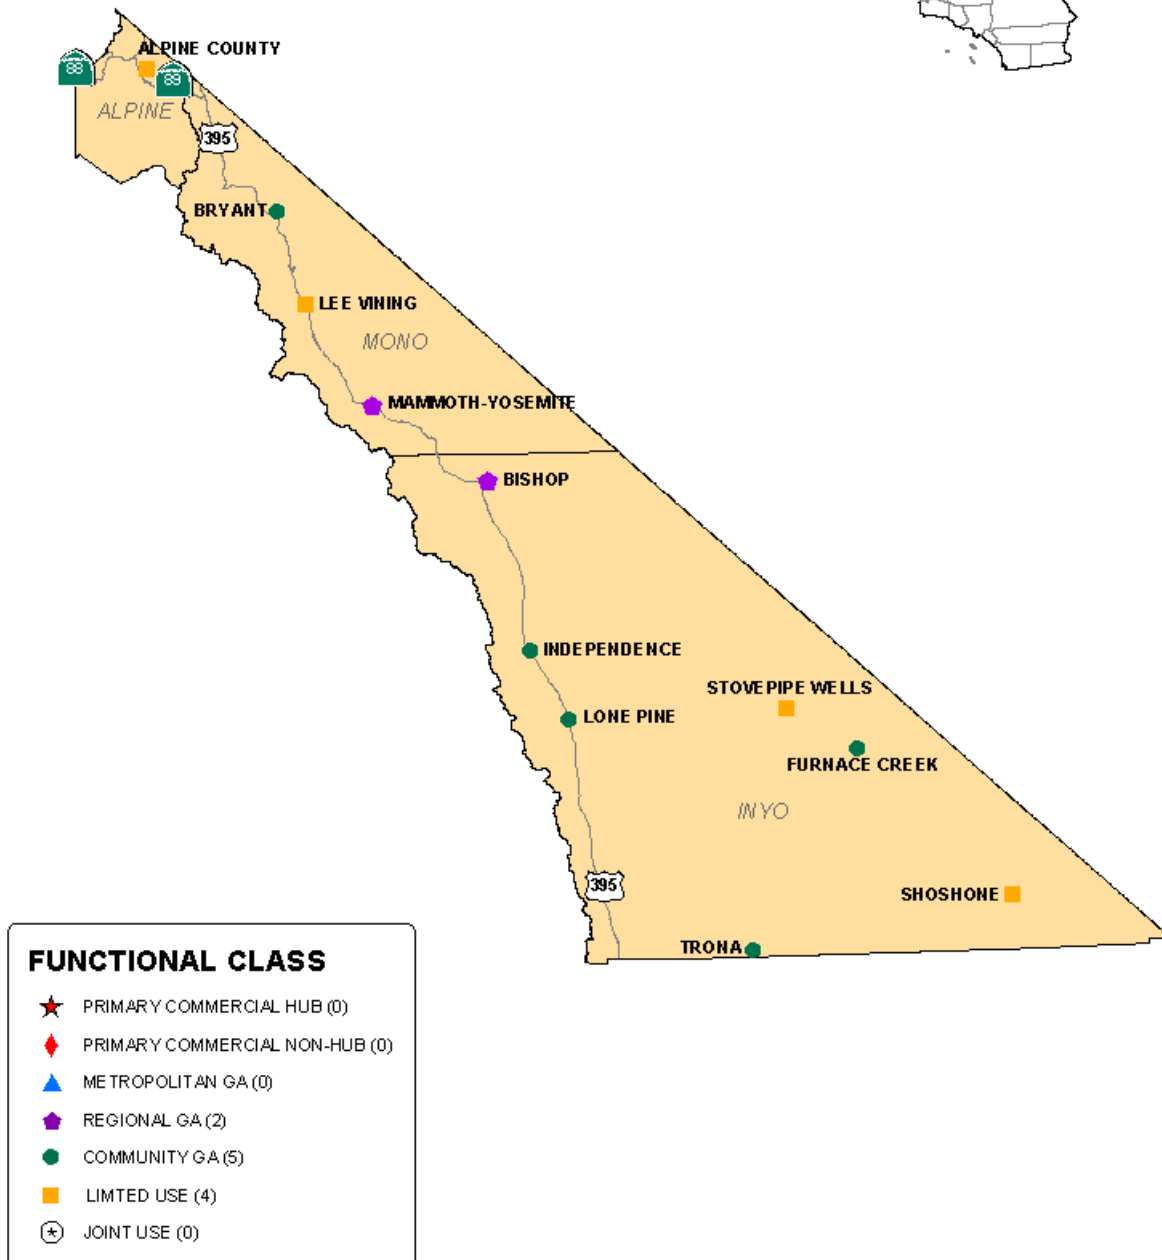 ALPINE COUNTY
88
89
ALPINE
395
BRYANT
LEE VINING
MONO
MAMMOTH-YOSEMITE
BISHOP
INDEPENDENCE
STOVEPIPE WELLS
LONE PINE
FURNACE CREEK
INYO
395
SHOSHONE
TRONA
FUNCTIONAL CLASS
PRIMARY COMMERCIAL HUB (0)
PRIMARY COMMERCIAL NON-HUB (0)
METROPOLITAN GA (0)
REGIONAL GA (2)
COMMUNITY GA (5)
LIMTED USE (4)
JOINT USE (0)